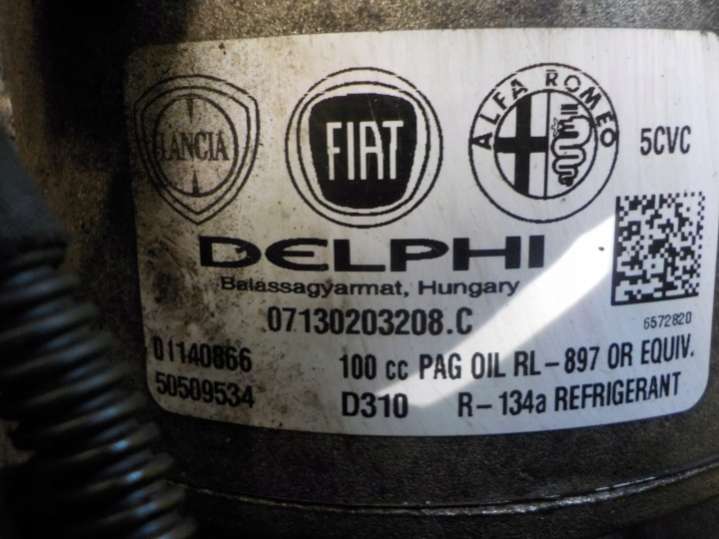 LANCIA
FIAT
ALFA ROMEO
5CVC
DELPHI
Balassagyarmat, Hungary
07130203208.C
6572820
01140866
100 cc PAG OIL RL-897 OR EQUIV.
50509534
D310 R-134a REFRIGERANT